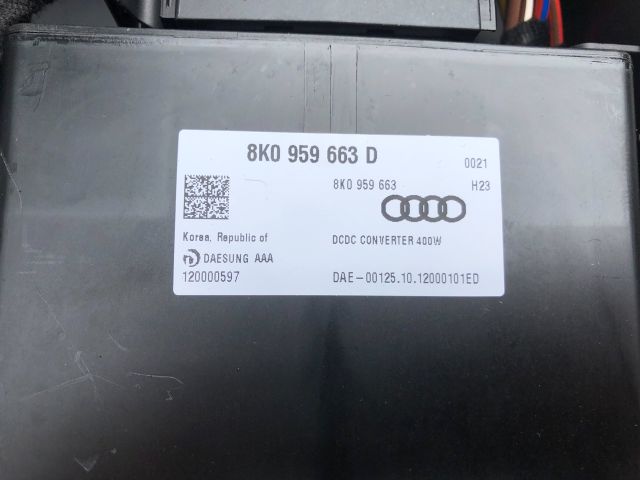 8K0 959 663 D
0021
8K0 959 663
H23
Korea, Republic of
DCDC CONVERTER 400W
DAESUNG AAA
120000597
DAE-00125.10.12000101ED